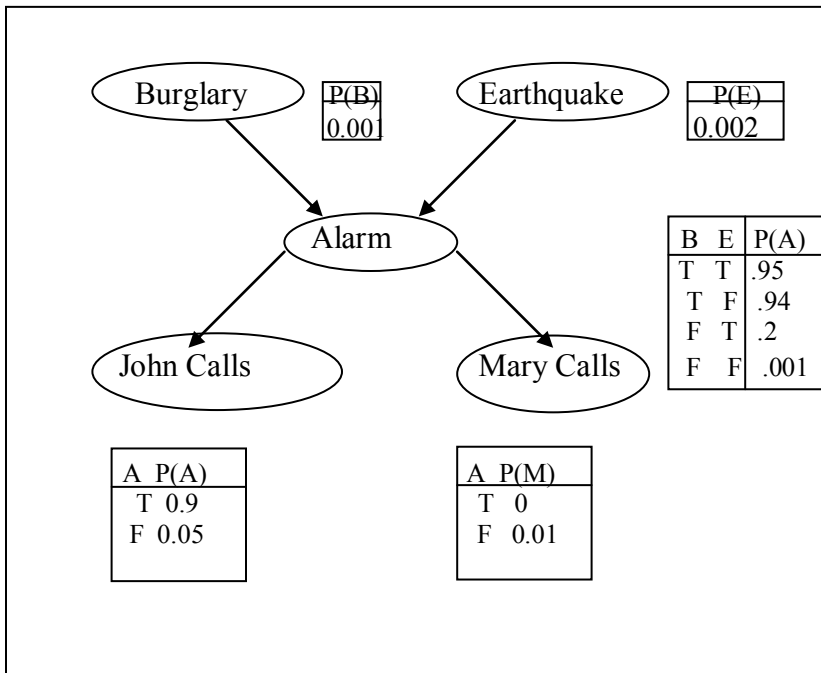 Burglary
P(B)
0.001
Earthquake
P(E)
0.002
Alarm
B E P(A)
T T .95
T F .94
F T .2
F F .001
John Calls
Mary Calls
A P(A)
T 0.9
F 0.05
A P(M)
T 0
F 0.01